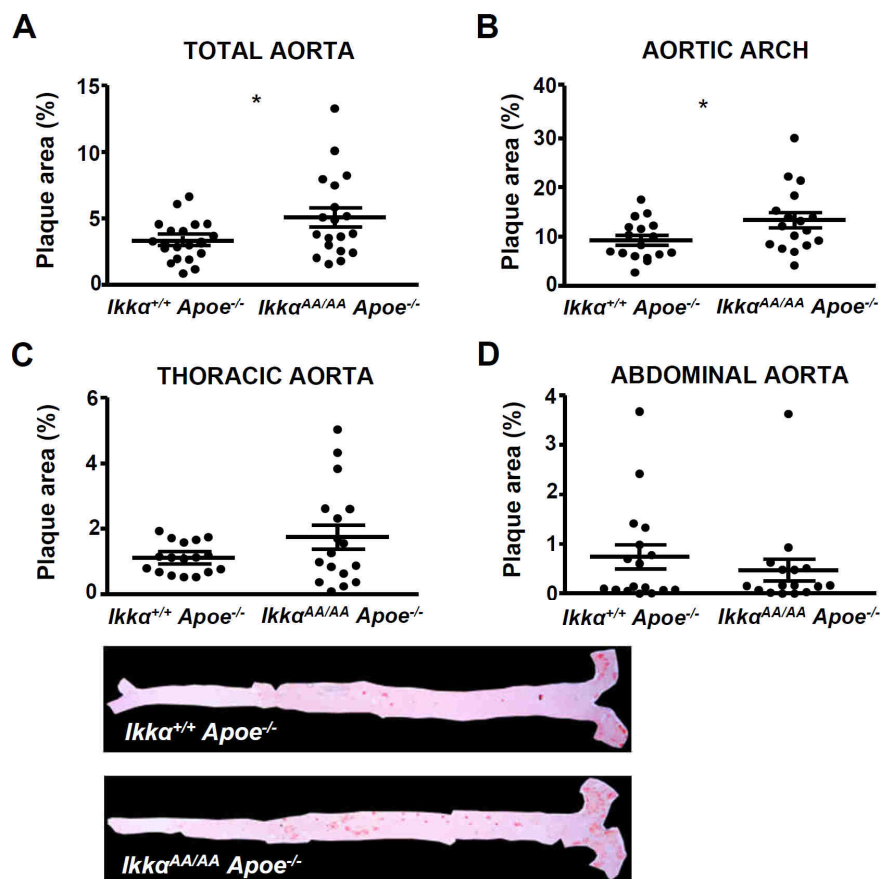 A
TOTAL AORTA
Plaque area (%)
15
10
5
0
*
Ikkα+/+ Apoe-/-
IkkαAA/AA Apoe-/-
B
AORTIC ARCH
Plaque area (%)
40
30
20
10
0
*
Ikkα+/+ Apoe-/-
IkkαAA/AA Apoe-/-
C
THORACIC AORTA
Plaque area (%)
6
4
2
0
Ikkα+/+ Apoe-/-
IkkαAA/AA Apoe-/-
D
ABDOMINAL AORTA
Plaque area (%)
4
3
2
1
0
Ikkα+/+ Apoe-/-
IkkαAA/AA Apoe-/-
Ikkα+/+ Apoe-/-
IkkαAA/AA Apoe-/-